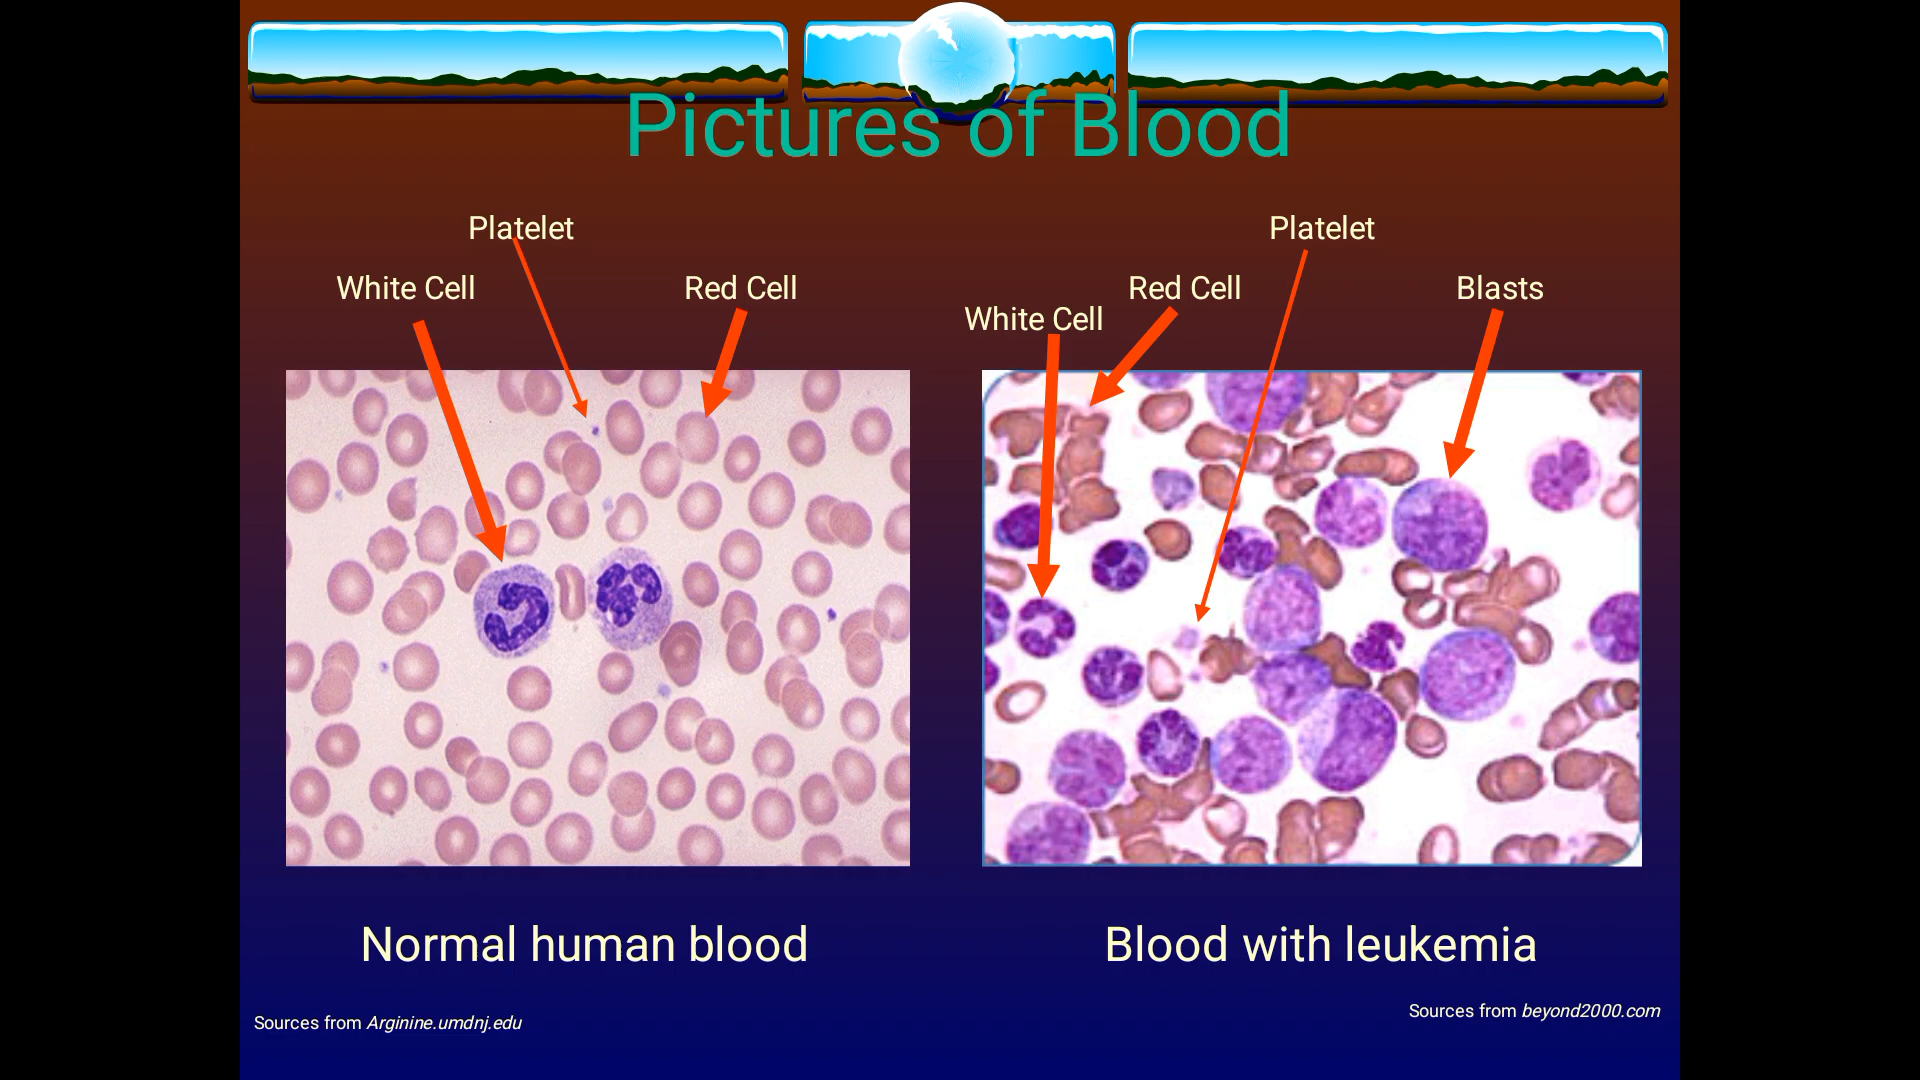 Pictures of Blood
Platelet
White Cell
Red Cell
Platelet
Red Cell
White Cell
Blasts
Normal human blood
Blood with leukemia
Sources from Arginine.umdnj.edu
Sources from beyond2000.com